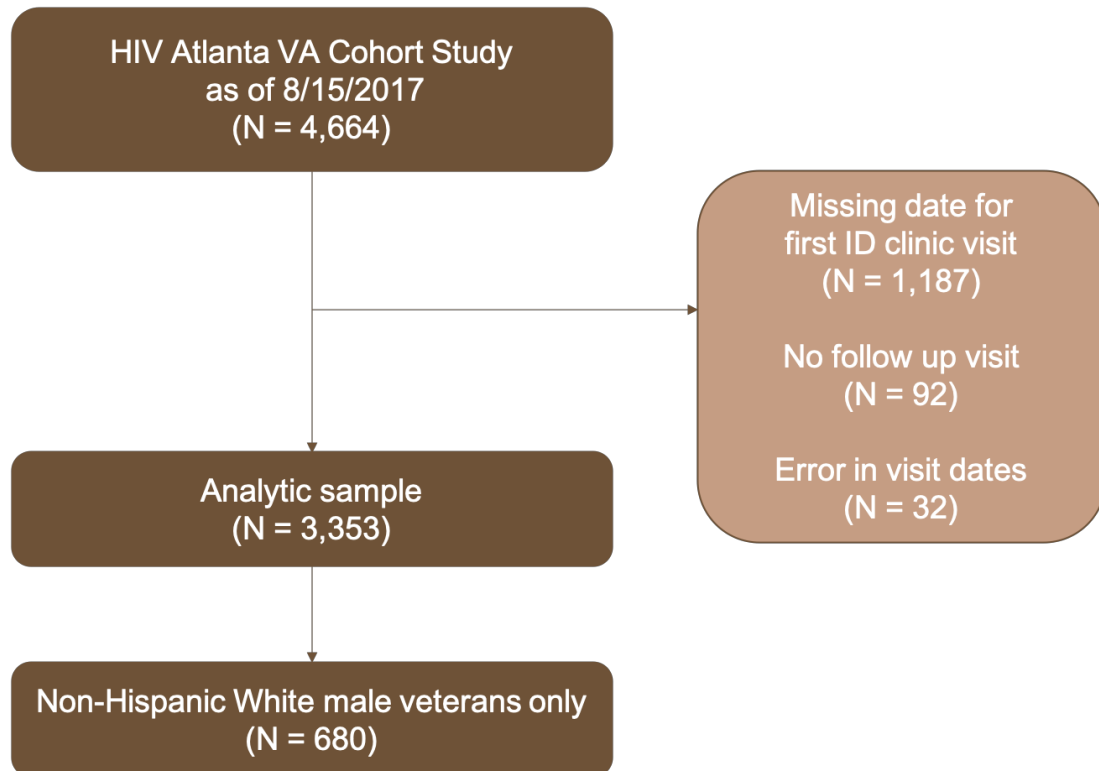 HIV Atlanta VA Cohort Study
as of 8/15/2017
(N = 4,664)
Missing date for
first ID clinic visit
(N = 1,187)
No follow up visit
(N = 92)
Error in visit dates
(N = 32)
Analytic sample
(N = 3,353)
Non-Hispanic White male veterans only
(N = 680)